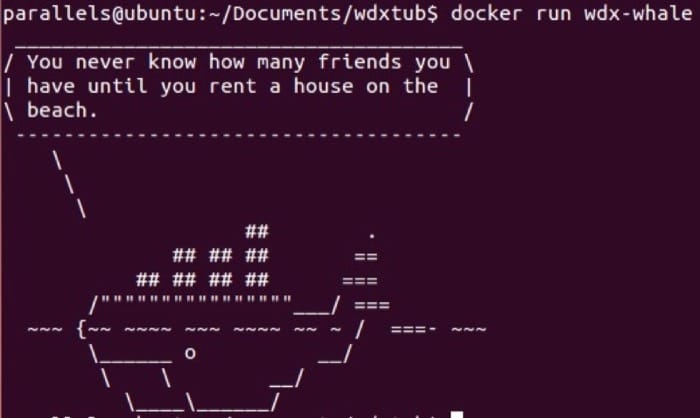 parallels@ubuntu:~/Documents/wdxtub$ docker run wdx-whale
 _____________________________________
/ You never know how many friends you \
| have until you rent a house on the  |
\ beach.                              /
 -------------------------------------
    \
     \
      \
                    ##         .
              ## ## ##        ==
           ## ## ## ##       ===
       /""""""""""""""""___/ ===
  ~~~ {~~ ~~~~ ~~~ ~~~~ ~~ ~ /  ===- ~~~
       \______ o          __/
        \    \         __/
          \____\______/